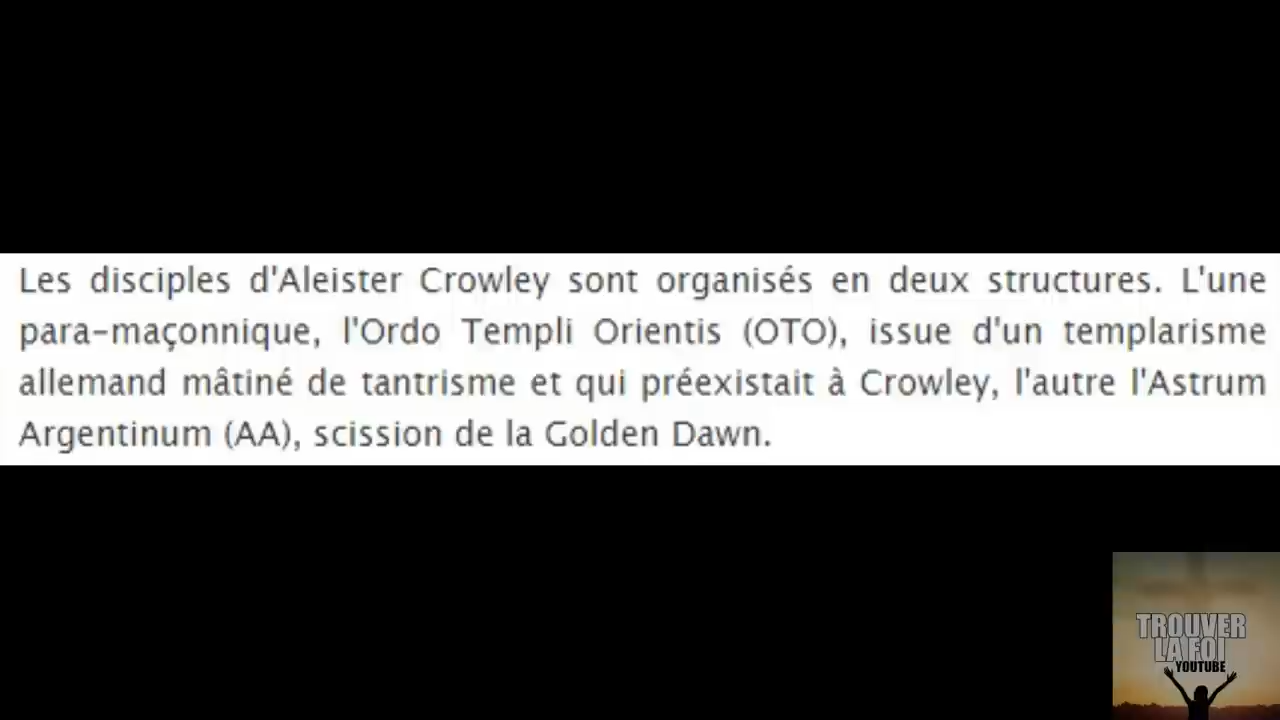 Les disciples d'Aleister Crowley sont organisés en deux structures. L'une
para-maçonnique, l'Ordo Templi Orientis (OTO), issue d'un templarisme
allemand mâtiné de tantrisme et qui préexistait à Crowley, l'autre l'Astrum
Argentinum (AA), scission de la Golden Dawn.
TROUVER
LA FOI
YOUTUBE